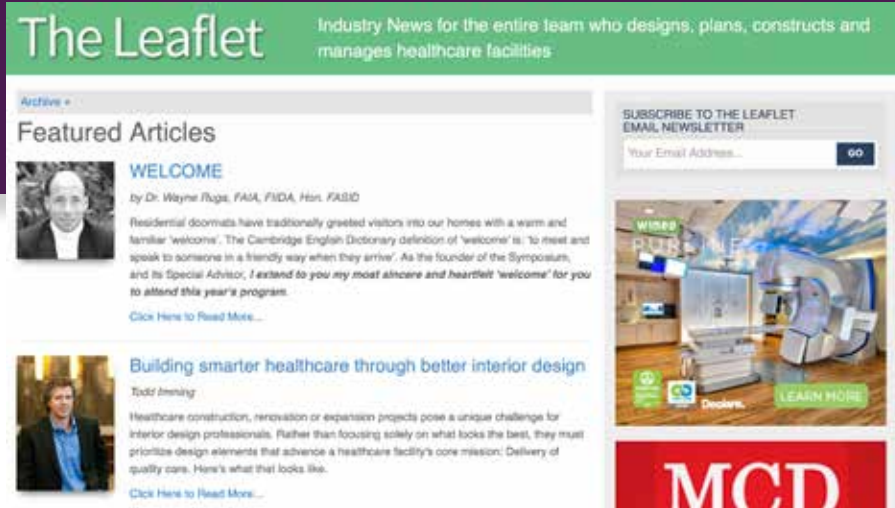 The Leaflet
Industry News for the entire team who designs, plans, constructs and
manages healthcare facilities
Archive »
Featured Articles
WELCOME
by Dr. Wayne Ruga, FAIA, FIIDA, Hon. FASID
Residential doormats have traditionally greeted visitors into our homes with a warm and
familiar 'welcome'. The Cambridge English Dictionary definition of 'welcome' is: 'to meet and
speak to someone in a friendly way when they arrive'. As the founder of the Symposium,
and its Special Advisor, I extend to you my most sincere and heartfelt 'welcome' for you
to attend this year's program.
Click Here to Read More...
Building smarter healthcare through better interior design
Todd Imming
Healthcare construction, renovation or expansion projects pose a unique challenge for
interior design professionals. Rather than focusing solely on what looks the best, they must
prioritize design elements that advance a healthcare facility's core mission: Delivery of
quality care. Here's what that looks like.
Click Here to Read More...
SUBSCRIBE TO THE LEAFLET
EMAIL NEWSLETTER
Your Email Address...
GO
wineo
PURLINE
Declare.
LEARN MORE
MCD